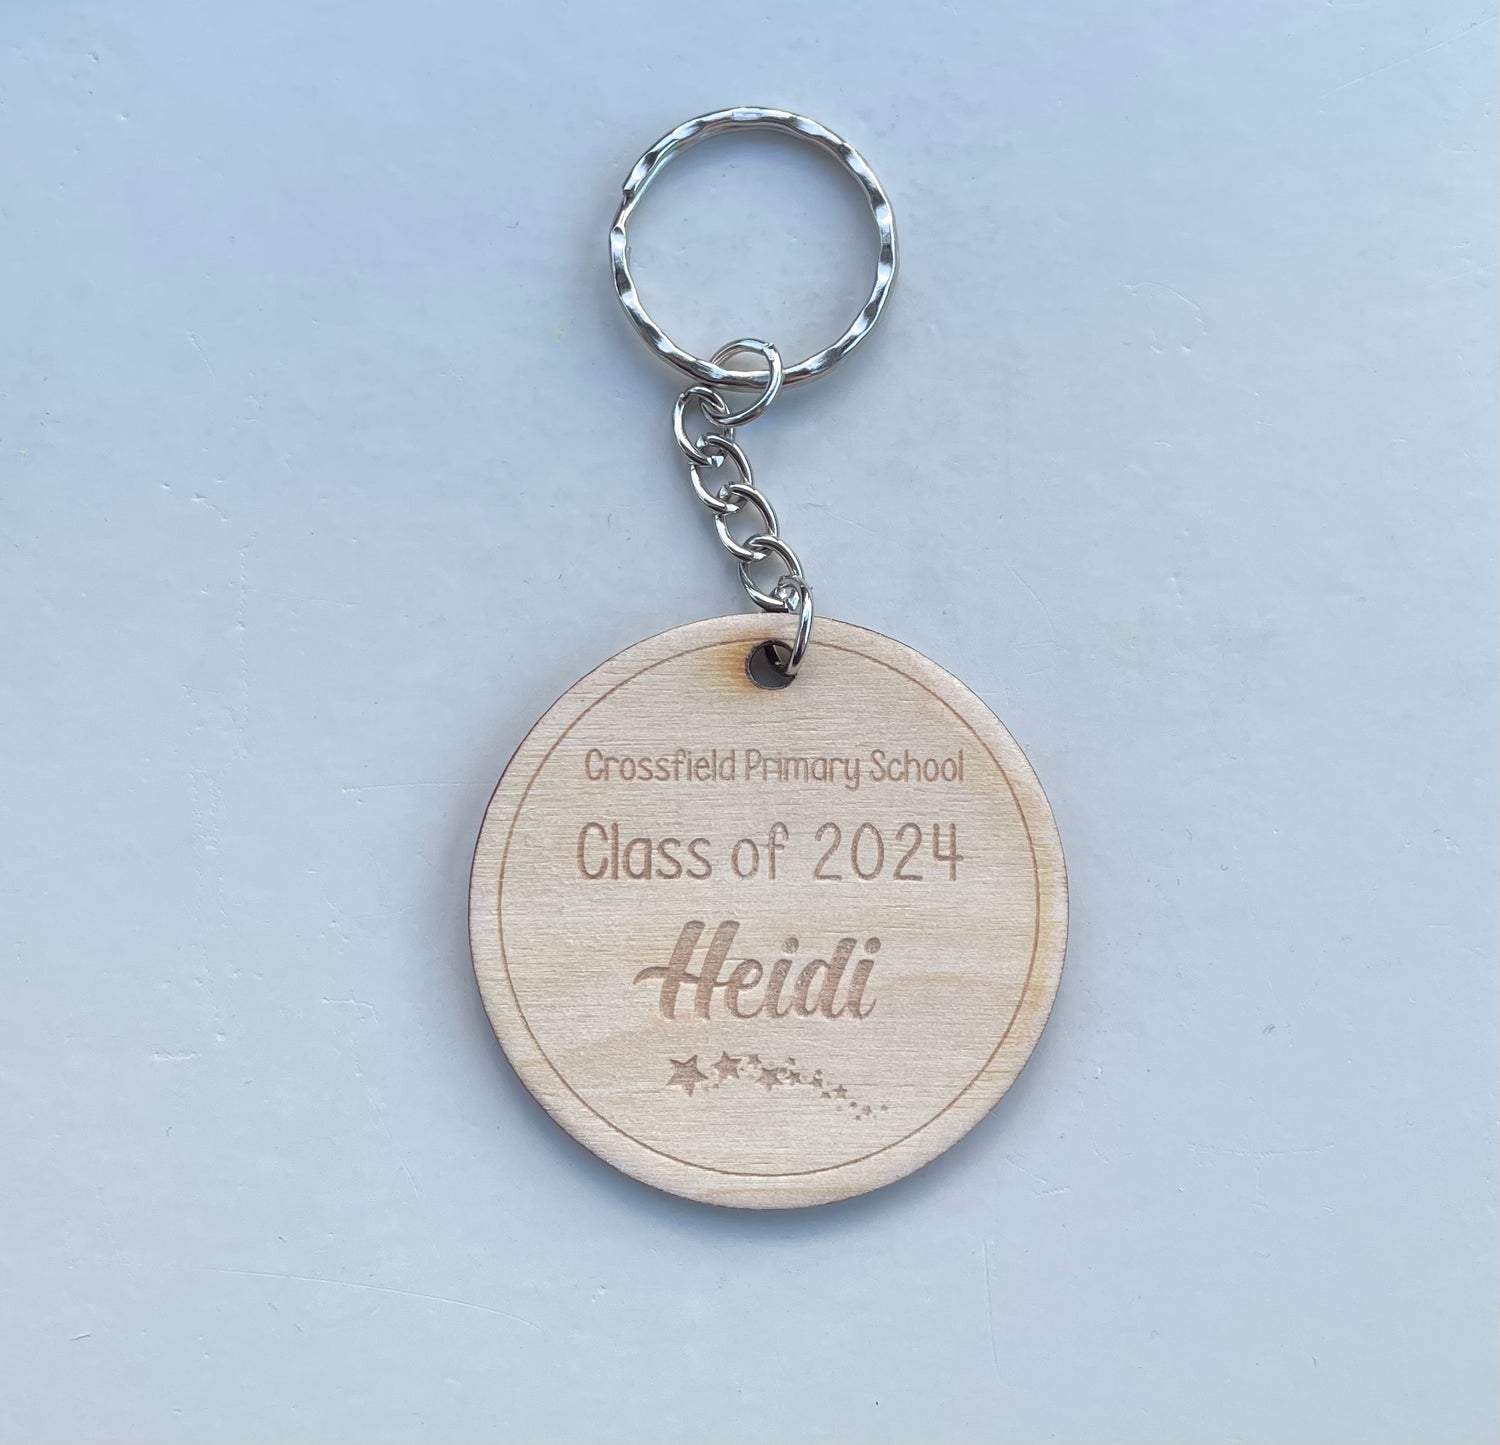 Crossfield Primary School
Class of 2024
Heidi